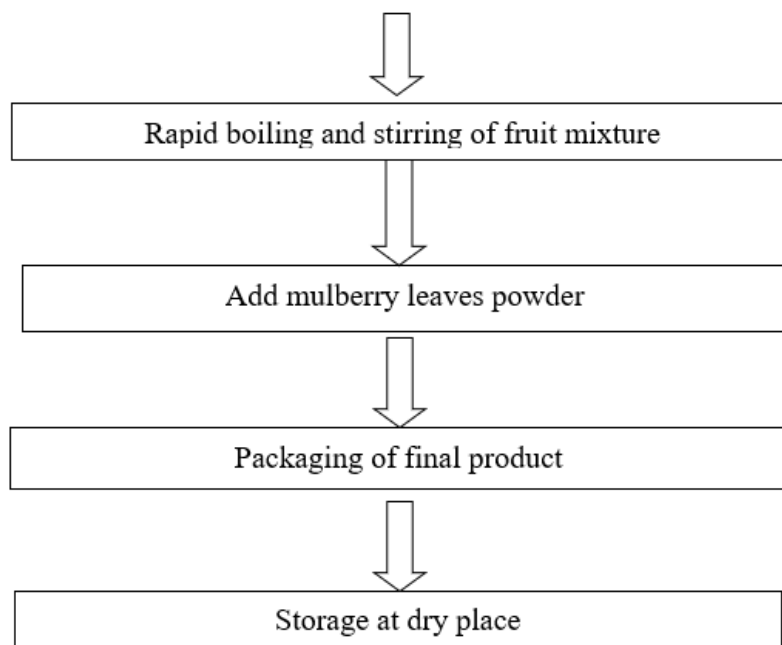 Rapid boiling and stirring of fruit mixture
Add mulberry leaves powder
Packaging of final product
Storage at dry place